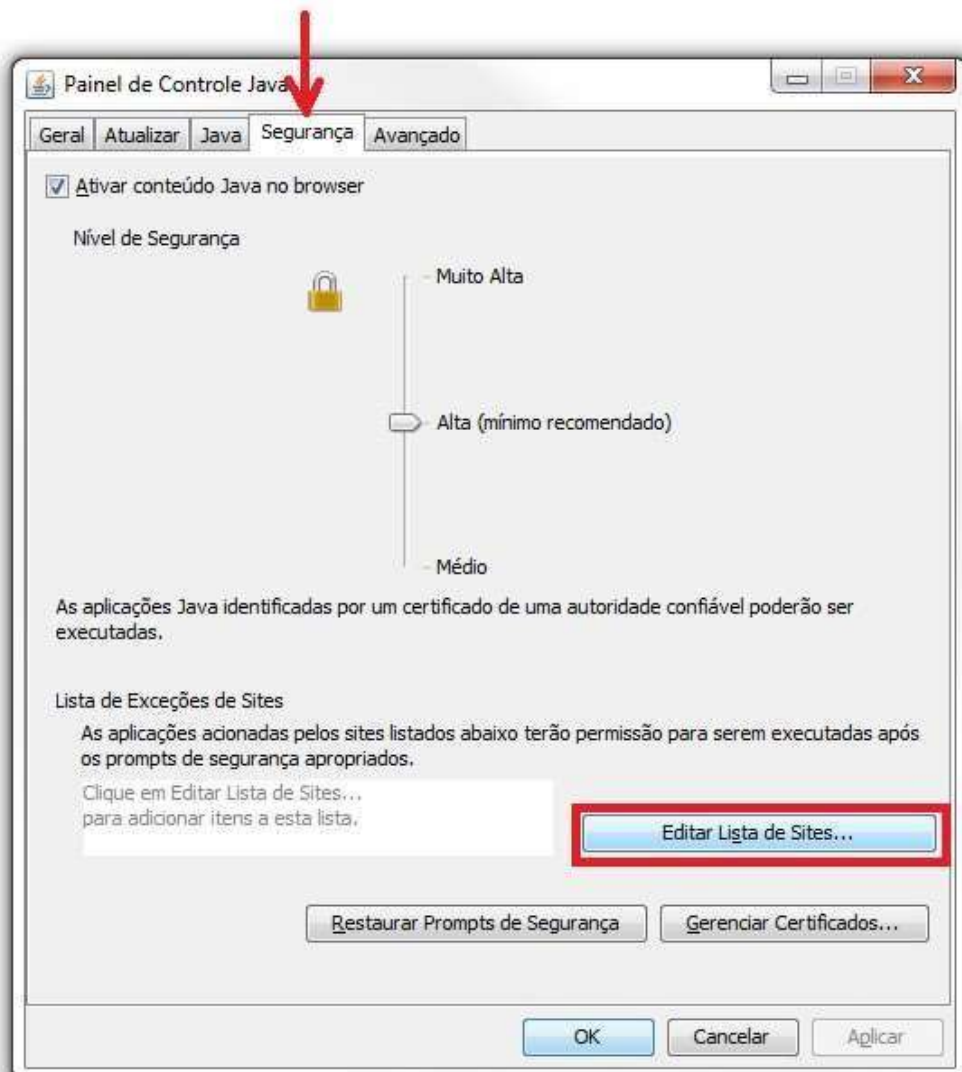 Painel de Controle Java
Geral Atualizar Java Segurança Avançado
Ativar conteúdo Java no browser
Nível de Segurança
Muito Alta
Alta (mínimo recomendado)
Médio
As aplicações Java identificadas por um certificado de uma autoridade confiável poderão ser
executadas.
Lista de Exceções de Sites
As aplicações acionadas pelos sites listados abaixo terão permissão para serem executadas após
os prompts de segurança apropriados.
Clique em Editar Lista de Sites...
para adicionar itens a esta lista.
Editar Lista de Sites...
Restaurar Prompts de Segurança Gerenciar Certificados...
OK Cancelar Aplicar